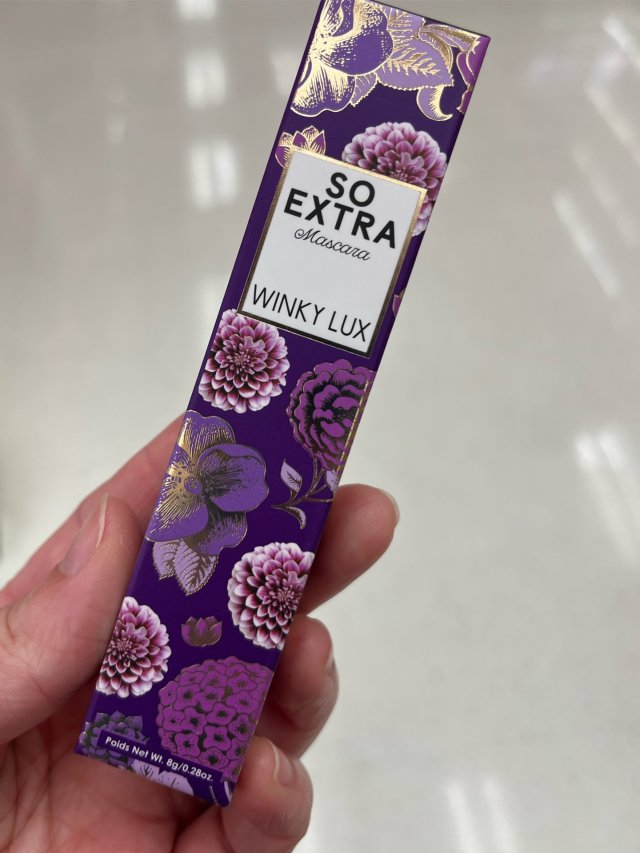 SO
EXTRA
Mascara
WINKY LUX
Poids Net Wt. 8g/0.28oz.